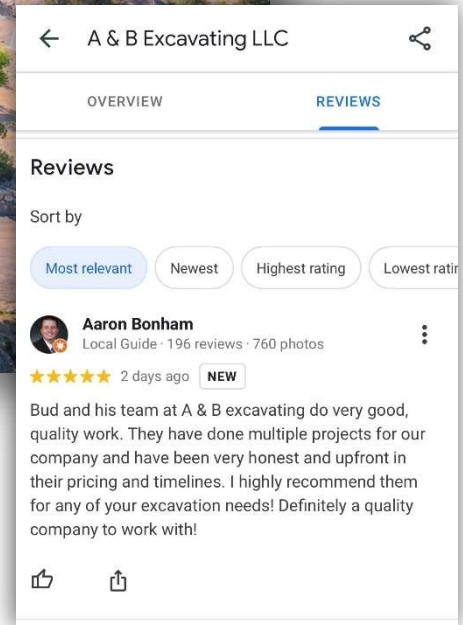 A & B Excavating LLC
OVERVIEW REVIEWS
Reviews
Sort by
Most relevant Newest Highest rating Lowest ratin
Aaron Bonham
Local Guide · 196 reviews · 760 photos
2 days ago NEW
Bud and his team at A & B excavating do very good,
quality work. They have done multiple projects for our
company and have been very honest and upfront in
their pricing and timelines. I highly recommend them
for any of your excavation needs! Definitely a quality
company to work with!